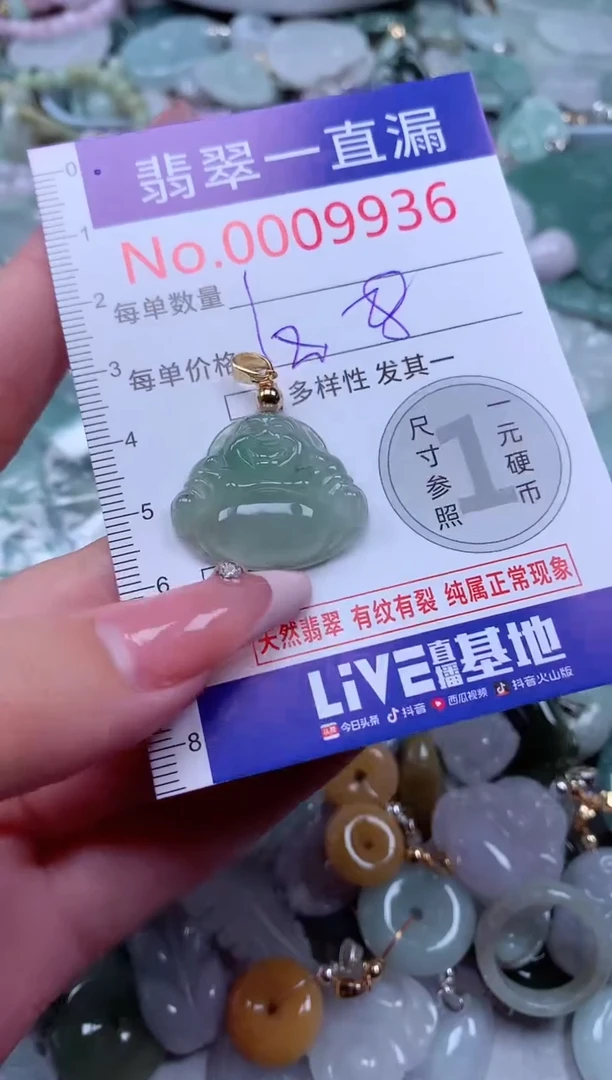 翡翠一直漏
No.0009936
每单数量
128
每单价格
多样性 发其一
0
1
2
3
4
5
6
8
尺寸参照
1
一元硬币
天然翡翠 有纹有裂 纯属正常现象
LiVE直播基地
头条 今日头条 抖音 西瓜视频 抖音火山版